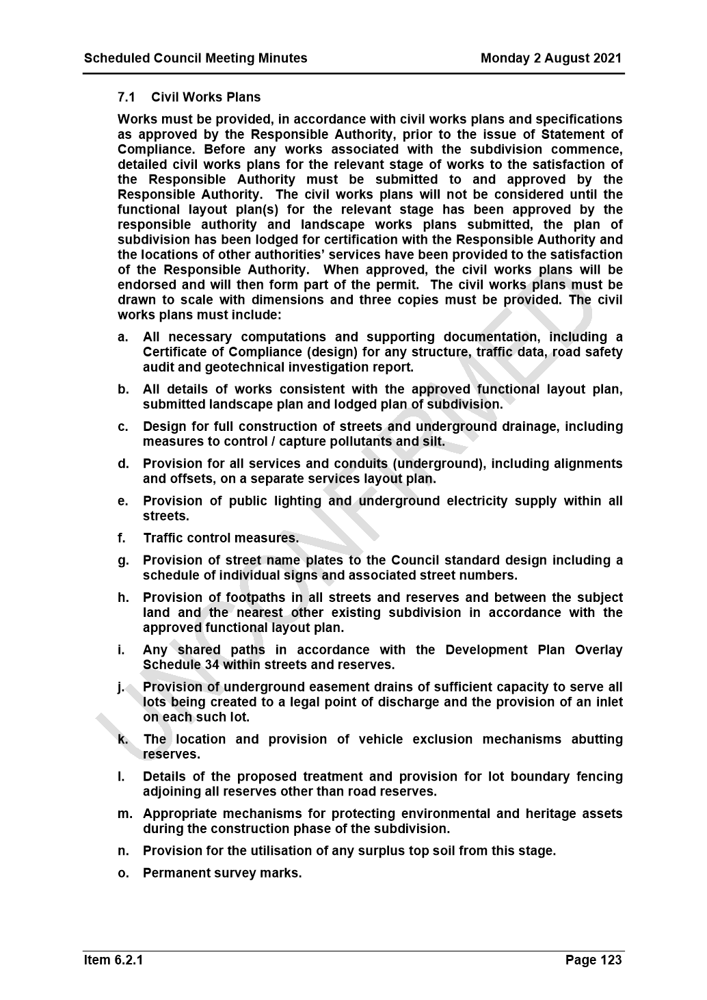 Scheduled Council Meeting Minutes Monday 2 August 2021
7.1 Civil Works Plans
Works must be provided, in accordance with civil works plans and specifications
as approved by the Responsible Authority, prior to the issue of Statement of
Compliance. Before any works associated with the subdivision commence,
detailed civil works plans for the relevant stage of works to the satisfaction of
the Responsible Authority must be submitted to and approved by the
Responsible Authority. The civil works plans will not be considered until the
functional layout plan(s) for the relevant stage has been approved by the
responsible authority and landscape works plans submitted, the plan of
subdivision has been lodged for certification with the Responsible Authority and
the locations of other authorities’ services have been provided to the satisfaction
of the Responsible Authority. When approved, the civil works plans will be
endorsed and will then form part of the permit. The civil works plans must be
drawn to scale with dimensions and three copies must be provided. The civil
works plans must include:
a. All necessary computations and supporting documentation, including a
Certificate of Compliance (design) for any structure, traffic data, road safety
audit and geotechnical investigation report.
b. All details of works consistent with the approved functional layout plan,
submitted landscape plan and lodged plan of subdivision.
c. Design for full construction of streets and underground drainage, including
measures to control / capture pollutants and silt.
d. Provision for all services and conduits (underground), including alignments
and offsets, on a separate services layout plan.
e. Provision of public lighting and underground electricity supply within all
streets.
f. Traffic control measures.
g. Provision of street name plates to the Council standard design including a
schedule of individual signs and associated street numbers.
h. Provision of footpaths in all streets and reserves and between the subject
land and the nearest other existing subdivision in accordance with the
approved functional layout plan.
i. Any shared paths in accordance with the Development Plan Overlay
Schedule 34 within streets and reserves.
j. Provision of underground easement drains of sufficient capacity to serve all
lots being created to a legal point of discharge and the provision of an inlet
on each such lot.
k. The location and provision of vehicle exclusion mechanisms abutting
reserves.
l. Details of the proposed treatment and provision for lot boundary fencing
adjoining all reserves other than road reserves.
m. Appropriate mechanisms for protecting environmental and heritage assets
during the construction phase of the subdivision.
n. Provision for the utilisation of any surplus top soil from this stage.
o. Permanent survey marks.
UNCONFIRMED
Item 6.2.1 Page 123